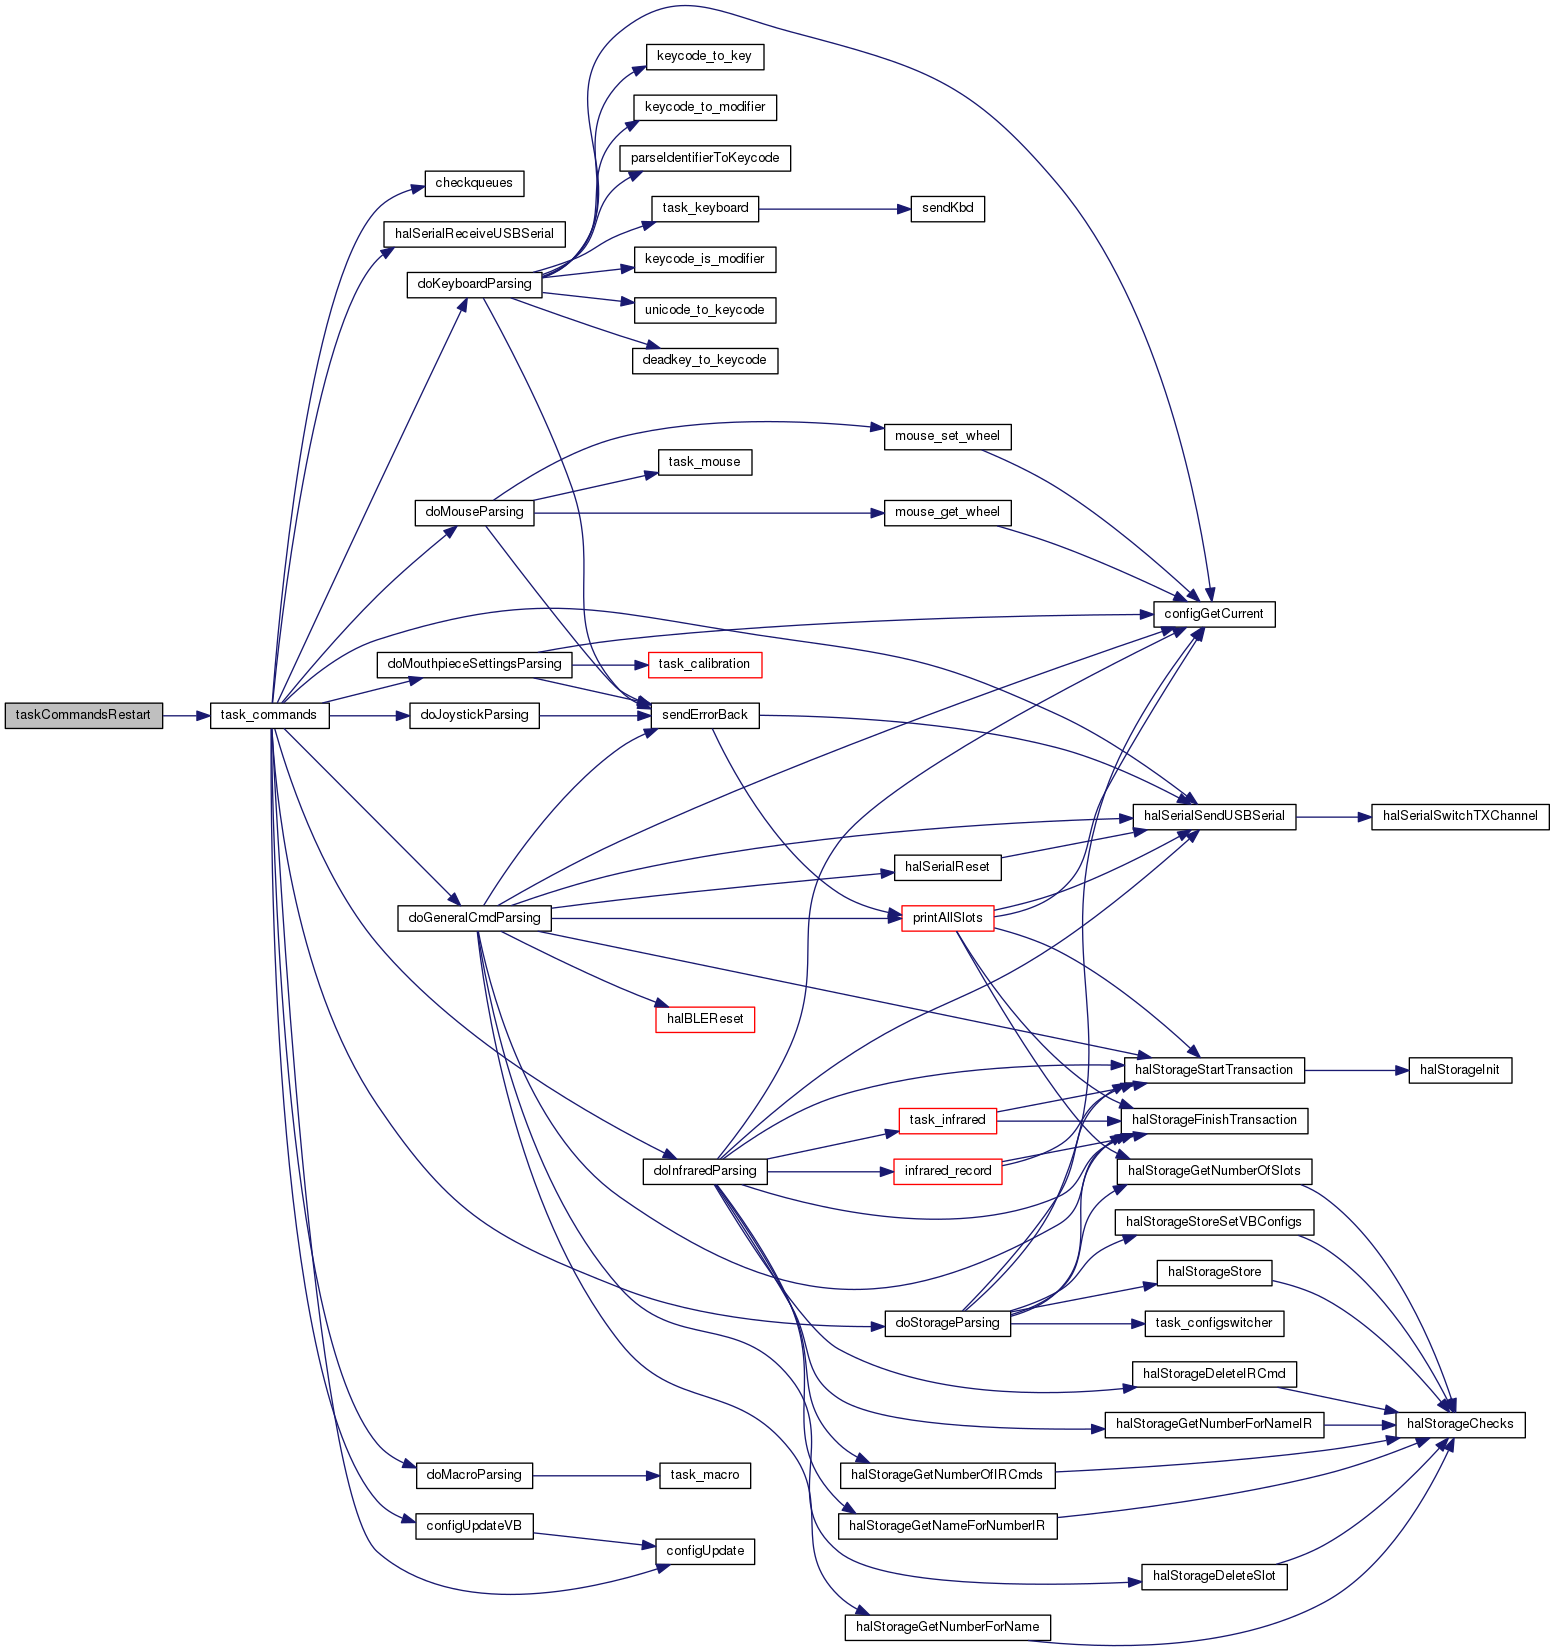 keycode_to_key
keycode_to_modifier
parseIdentifierToKeycode
checkqueues
task_keyboard
sendKbd
halSerialReceiveUSBSerial
keycode_is_modifier
doKeyboardParsing
unicode_to_keycode
deadkey_to_keycode
mouse_set_wheel
task_mouse
doMouseParsing
mouse_get_wheel
configGetCurrent
doMouthpieceSettingsParsing
task_calibration
taskCommandsRestart
task_commands
doJoystickParsing
sendErrorBack
halSerialSendUSBSerial
halSerialSwitchTXChannel
halSerialReset
doGeneralCmdParsing
printAllSlots
halBLEReset
halStorageStartTransaction
halStorageInit
task_infrared
halStorageFinishTransaction
doInfraredParsing
infrared_record
halStorageGetNumberOfSlots
halStorageStoreSetVBConfigs
halStorageStore
doStorageParsing
task_configswitcher
halStorageDeleteIRCmd
halStorageGetNumberForNameIR
halStorageChecks
doMacroParsing
task_macro
halStorageGetNumberOfIRCmds
configUpdateVB
halStorageGetNameForNumberIR
configUpdate
halStorageDeleteSlot
halStorageGetNumberForName